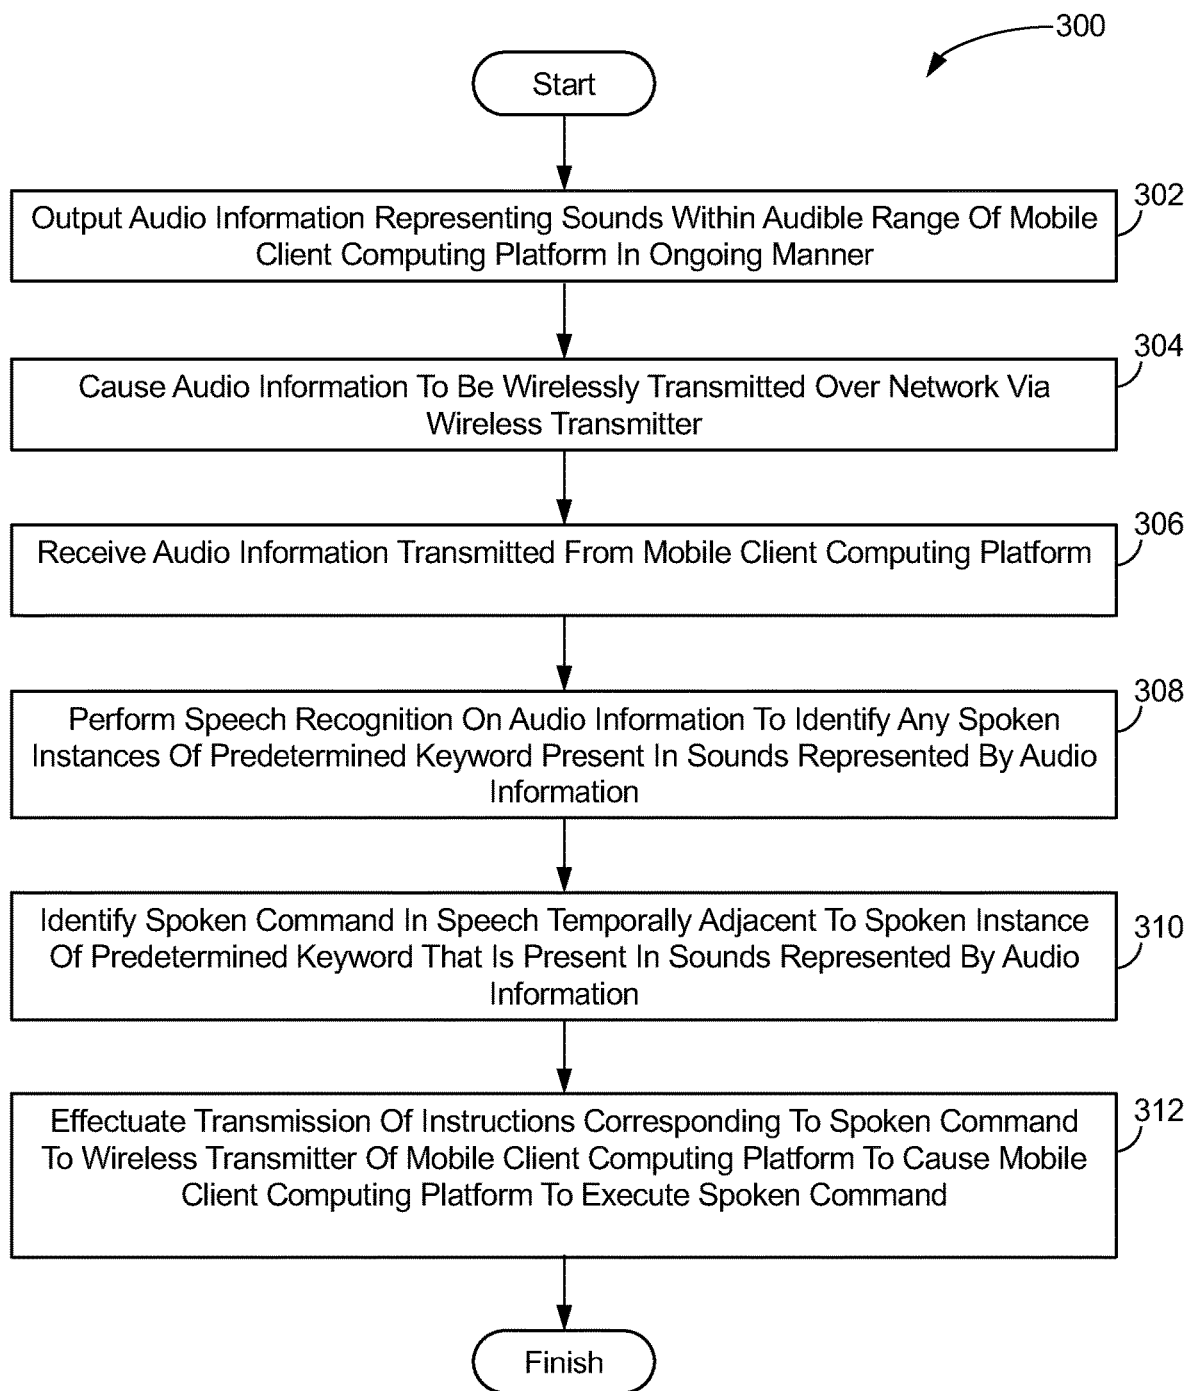 300
Start
302
Output Audio Information Representing Sounds Within Audible Range Of Mobile
Client Computing Platform In Ongoing Manner
304
Cause Audio Information To Be Wirelessly Transmitted Over Network Via
Wireless Transmitter
306
Receive Audio Information Transmitted From Mobile Client Computing Platform
308
Perform Speech Recognition On Audio Information To Identify Any Spoken
Instances Of Predetermined Keyword Present In Sounds Represented By Audio
Information
310
Identify Spoken Command In Speech Temporally Adjacent To Spoken Instance
Of Predetermined Keyword That Is Present In Sounds Represented By Audio
Information
312
Effectuate Transmission Of Instructions Corresponding To Spoken Command
To Wireless Transmitter Of Mobile Client Computing Platform To Cause Mobile
Client Computing Platform To Execute Spoken Command
Finish